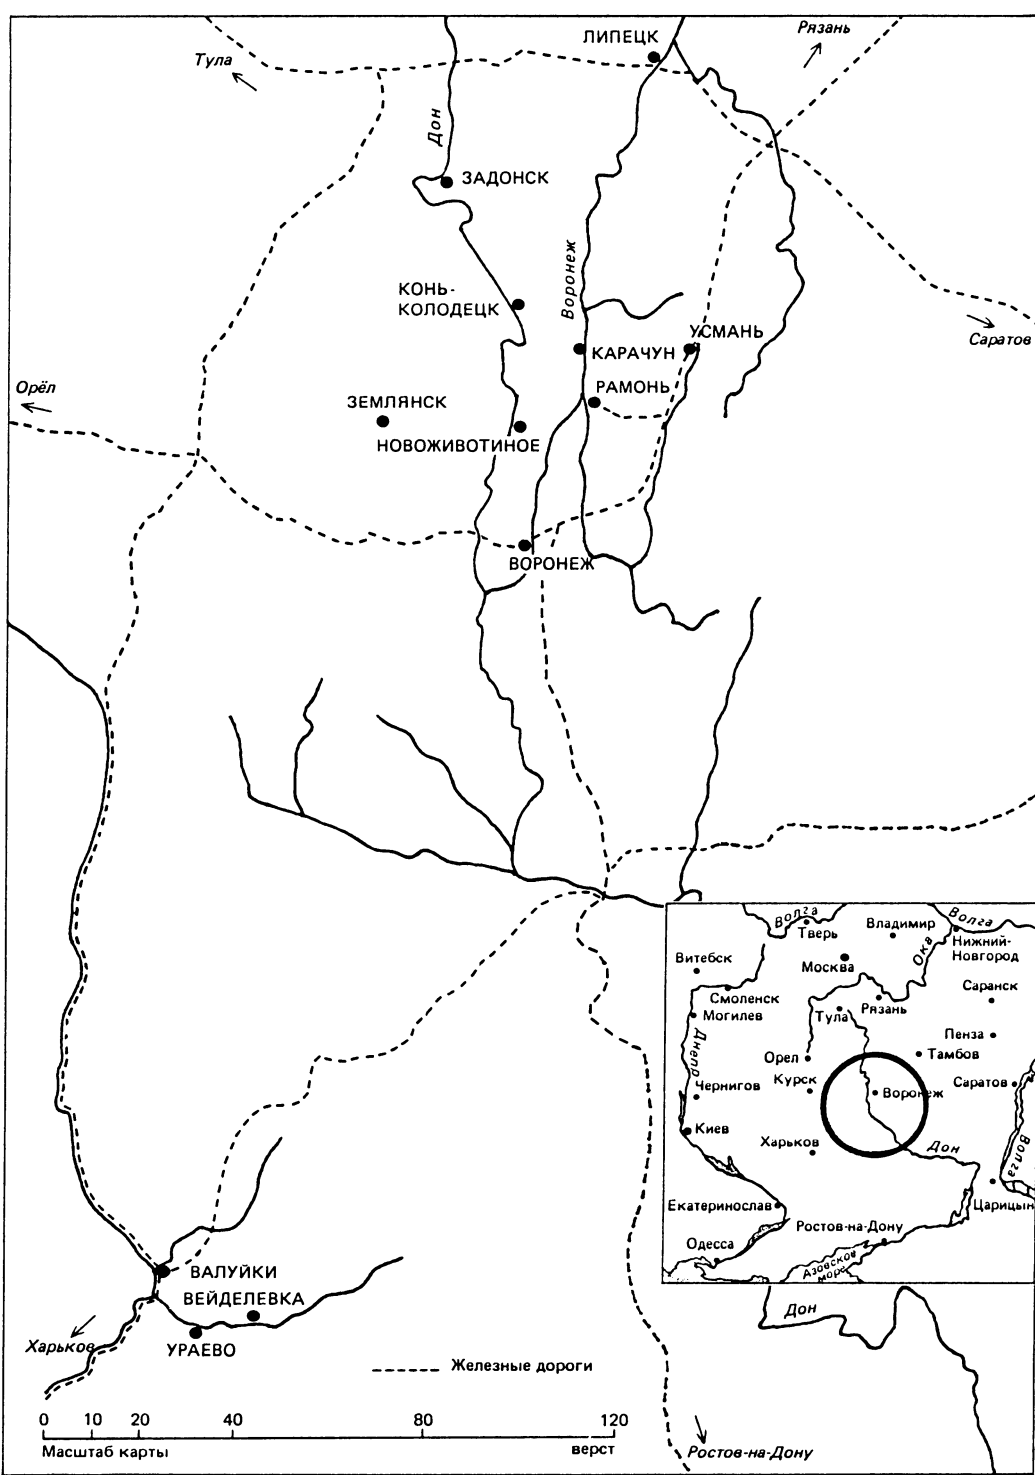 ЛИПЕЦК
Рязань
Тула
Дон
ЗАДОНСК
Воронеж
КОНЬ-
КОЛОДЕЦК
УСМАНЬ
Саратов
КАРАЧУН
Орёл
РАМОНЬ
ЗЕМЛЯНСК
НОВОЖИВОТИНОЕ
ВОРОНЕЖ
Волга
Тверь
Владимир
Волга
Ока
Нижний-
Новгород
Витебск
Москва
Смоленск
Саранск
Могилев
Тула
Рязань
Пенза
Днепр
Орел
Тамбов
Курск
Чернигов
Воронеж
Саратов
Киев
Харьков
Дон
Волга
Екатеринослав
Царицын
Ростов-на-Дону
Одесса
Азовское
море
ВАЛУЙКИ
ВЕЙДЕЛЕВКА
Дон
Харьков
УРАЕВО
Железные дороги
0 10 20 40 80 120
Масштаб карты верст
Ростов-на-Дону